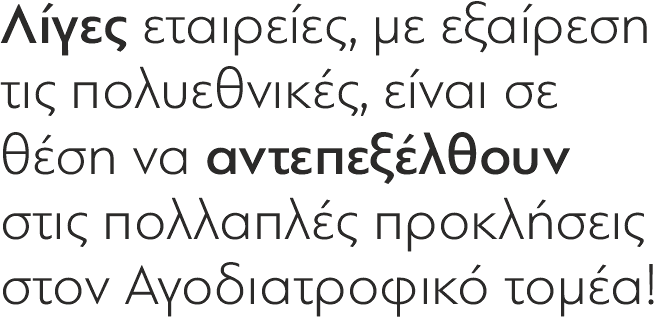 Λίγες εταιρείες, με εξαίρεση
τις πολυεθνικές, είναι σε
θέση να αντεπεξέλθουν
στις πολλαπλές προκλήσεις
στον Αγοδιατροφικό τομέα!